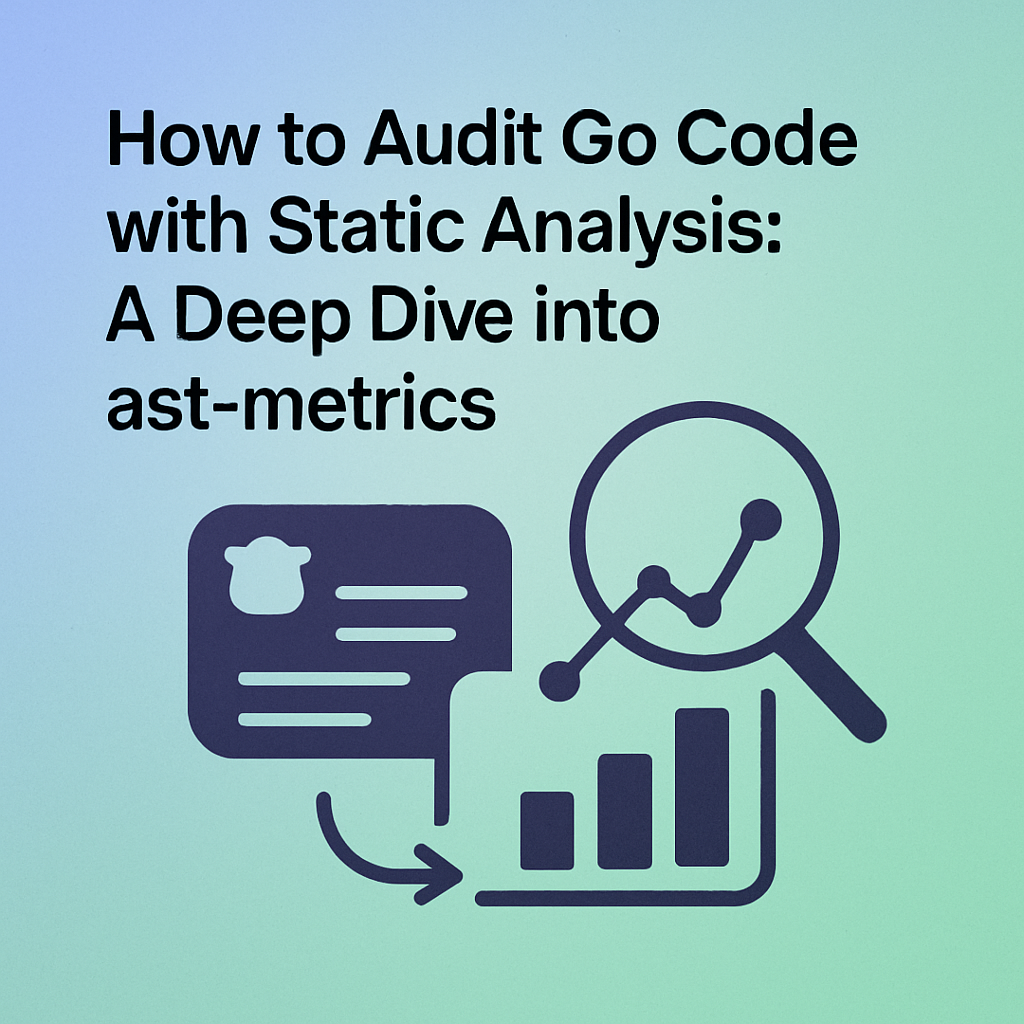 How to Audit Go Code
with Static Analysis:
A Deep Dive into
ast-metrics